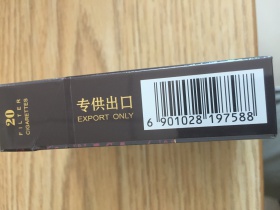 20
FILTER
CIGARETTES
专供出口
EXPORT ONLY
6 901028 197588